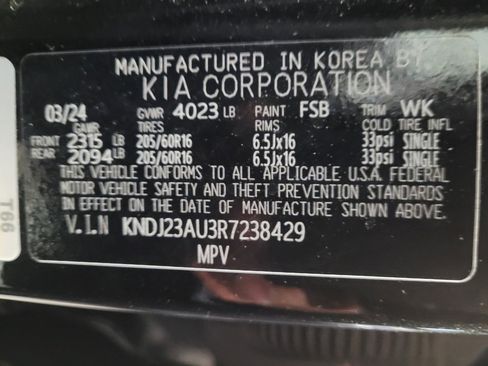 MANUFACTURED IN KOREA BY
KIA CORPORATION
03/24 GVWR 4023 LB PAINT FSB TRIM WK
GAWR TIRES RIMS COLD TIRE INFL
FRONT 2315 LB 205/60R16 6.5Jx16 33psi SINGLE
REAR 2094 LB 205/60R16 6.5Jx16 33psi SINGLE
THIS VEHICLE CONFORMS TO ALL APPLICABLE U.S.A. FEDERAL
MOTOR VEHICLE SAFETY AND THEFT PREVENTION STANDARDS
IN EFFECT ON THE DATE OF MANUFACTURE SHOWN ABOVE.
V.I.N KNDJ23AU3R7238429
MPV
T66